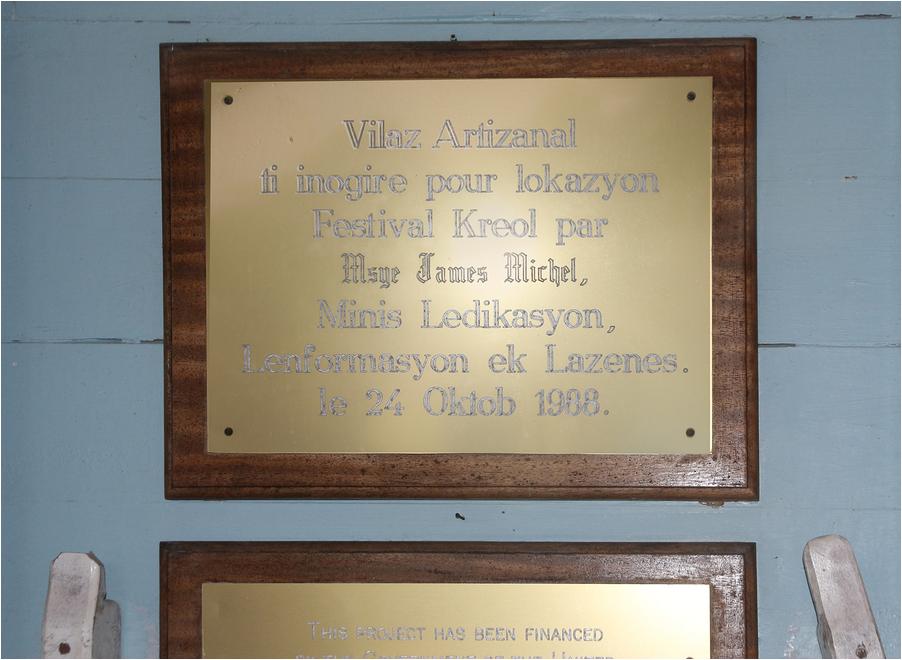 Vilaz Artizanal
ti inogire pour lokazyon
Festival Kreol par
Msye James Michel,
Minis Ledikasyon,
Lenformasyon ek Lazenes.
le 24 Oktob 1988.
THIS PROJECT HAS BEEN FINANCED